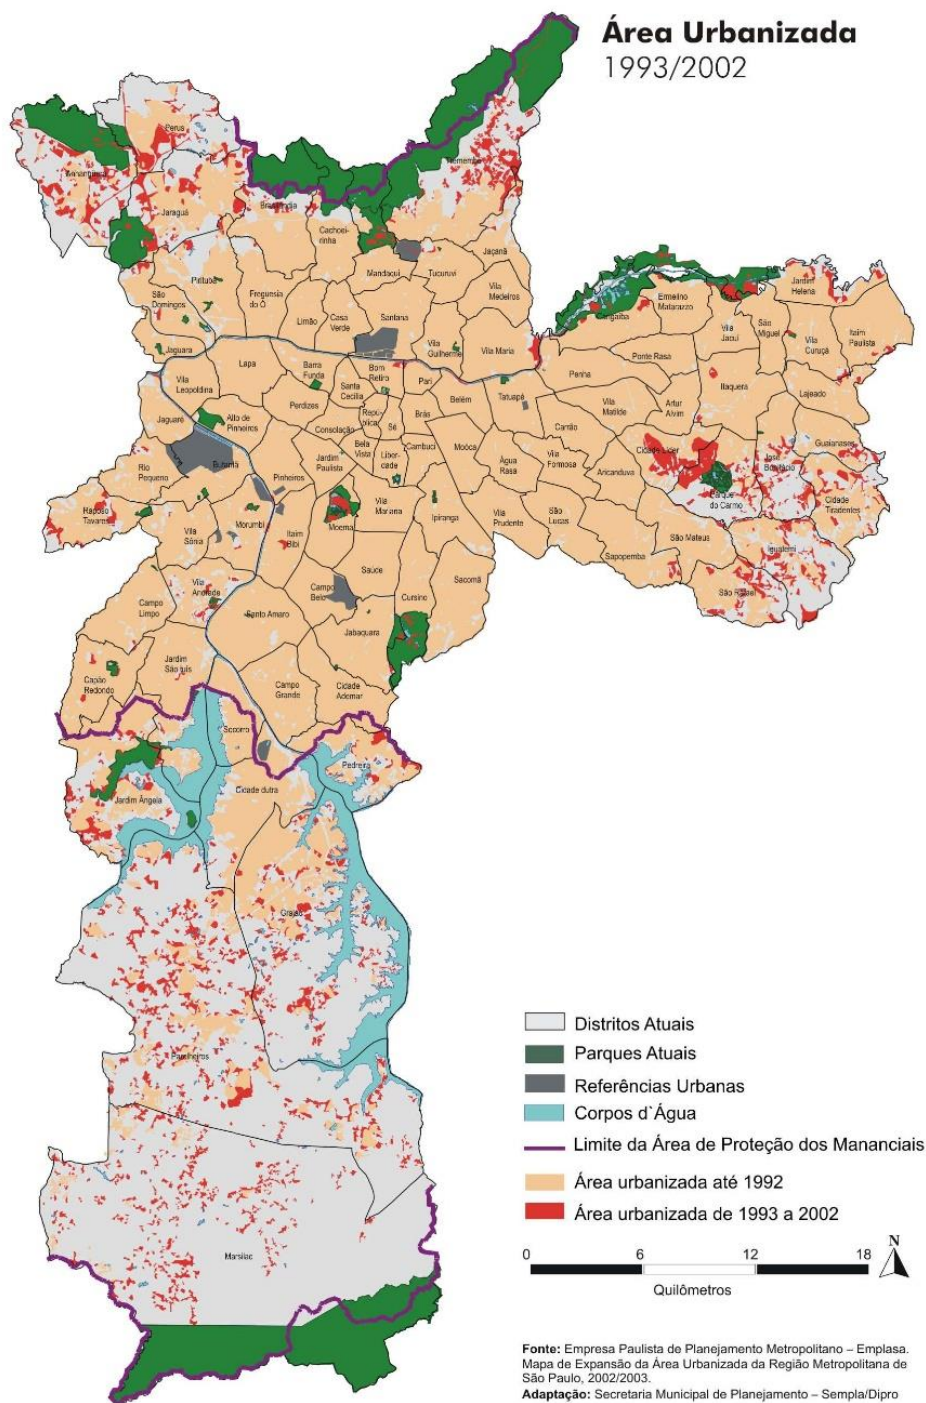 Área Urbanizada
1993/2002
Perus
Anhanguera
Jaraguá
Tremembé
Brasilândia
Cachoei-
rinha
Jaçanã
Mandaqui
Tucuruvi
Pirituba
São
Domingos
Freguesia
do Ó
Limão
Casa
Verde
Santana
Vila
Medeiros
Jaguara
Lapa
Barra
Funda
Bom
Retiro
Vila
Guilherme
Vila Maria
Cangaíba
Ermelino
Matarazzo
Jardim
Helena
Vila
Jacuí
São
Miguel
Vila
Curuçá
Itaim
Paulista
Vila
Leopoldina
Santa
Cecília
Pari
Belém
Tatuapé
Penha
Ponte Rasa
Itaquera
Lajeado
Jaguaré
Alto de
Pinheiros
Perdizes
Consolação
Repú-
blica
Sé
Brás
Vila
Matilde
Artur
Alvim
Carrão
Butantã
Jardim
Paulista
Bela
Vista
Liber-
dade
Cambuci
Moóca
Água
Rasa
Vila
Formosa
Aricanduva
Cidade Líder
José
Bonifácio
Guaianases
Rio
Pequeno
Pinheiros
Parque
do Carmo
Cidade
Tiradentes
Raposo
Tavares
Morumbi
Itaim
Bibi
Moema
Vila
Mariana
Ipiranga
Vila
Prudente
São
Lucas
Vila
Sônia
Sapopemba
São Mateus
Iguatemi
Vila
Andrade
Saúde
Campo
Belo
Cursino
Sacomã
São Rafael
Campo
Limpo
Santo Amaro
Jabaquara
Jardim
São luis
Capão
Redondo
Campo
Grande
Cidade
Ademar
Socorro
Pedreira
Jardim Ângela
Cidade dutra
Grajaú
Parelheiros
Marsilac
Distritos Atuais
Parques Atuais
Referências Urbanas
Corpos d`Água
Limite da Área de Proteção dos Mananciais
Área urbanizada até 1992
Área urbanizada de 1993 a 2002
0 6 12 18
N
Quilômetros
Fonte: Empresa Paulista de Planejamento Metropolitano – Emplasa.
Mapa de Expansão da Área Urbanizada da Região Metropolitana de
São Paulo, 2002/2003.
Adaptação: Secretaria Municipal de Planejamento – Sempla/Dipro